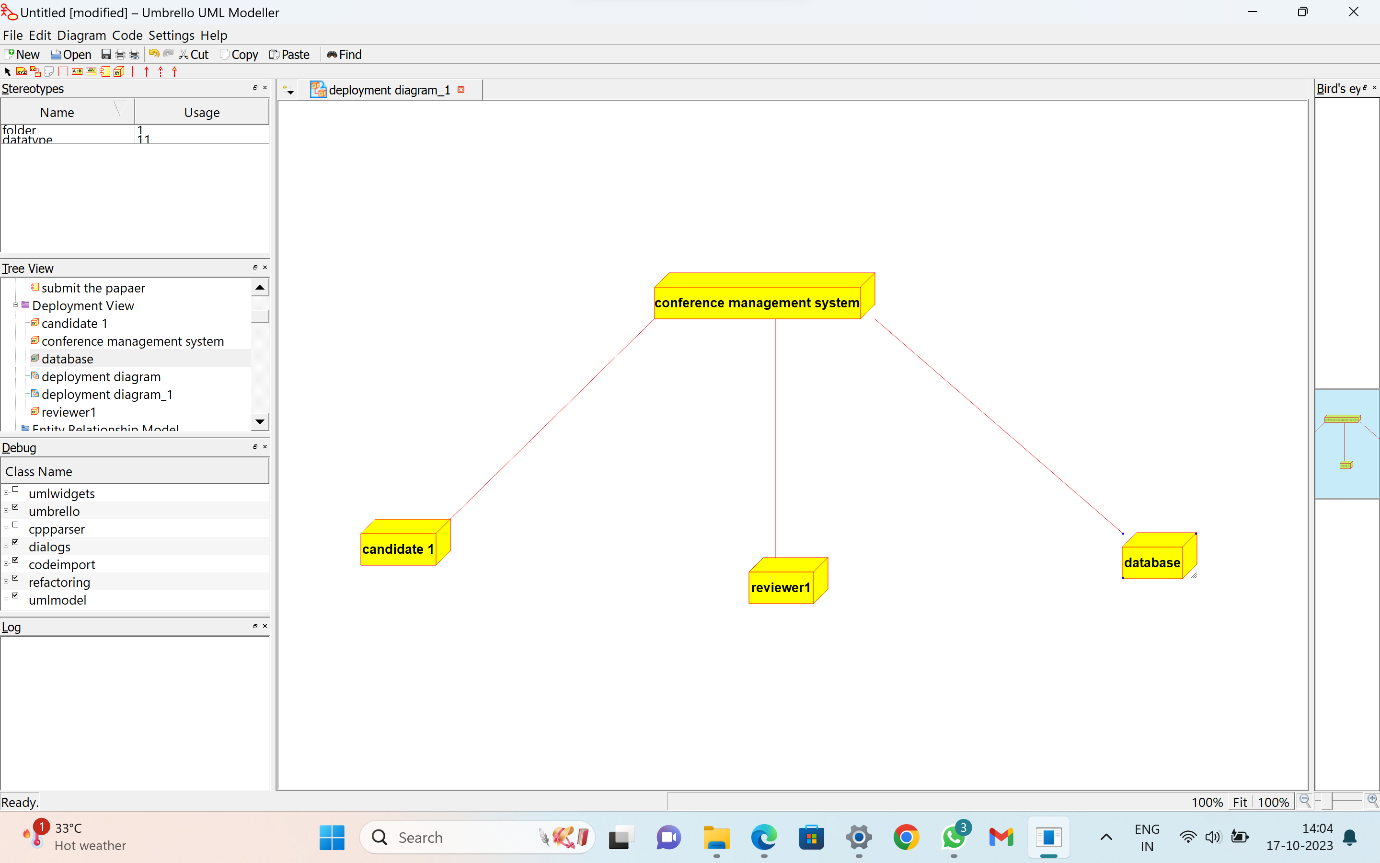 Untitled [modified] – Umbrello UML Modeller
File Edit Diagram Code Settings Help
New Open Cut Copy Paste Find
Stereotypes
Name Usage
folder 1
datatype 11
Tree View
submit the papaer
Deployment View
candidate 1
conference management system
database
deployment diagram
deployment diagram_1
reviewer1
Entity Relationship Model
Debug
Class Name
umlwidgets
umbrello
cppparser
dialogs
codeimport
refactoring
umlmodel
Log
deployment diagram_1
conference management system
candidate 1
reviewer1
database
Bird's ey
Ready.
100% Fit 100%
1
33°C
Hot weather
Search
3
ENG
IN
14:04
17-10-2023